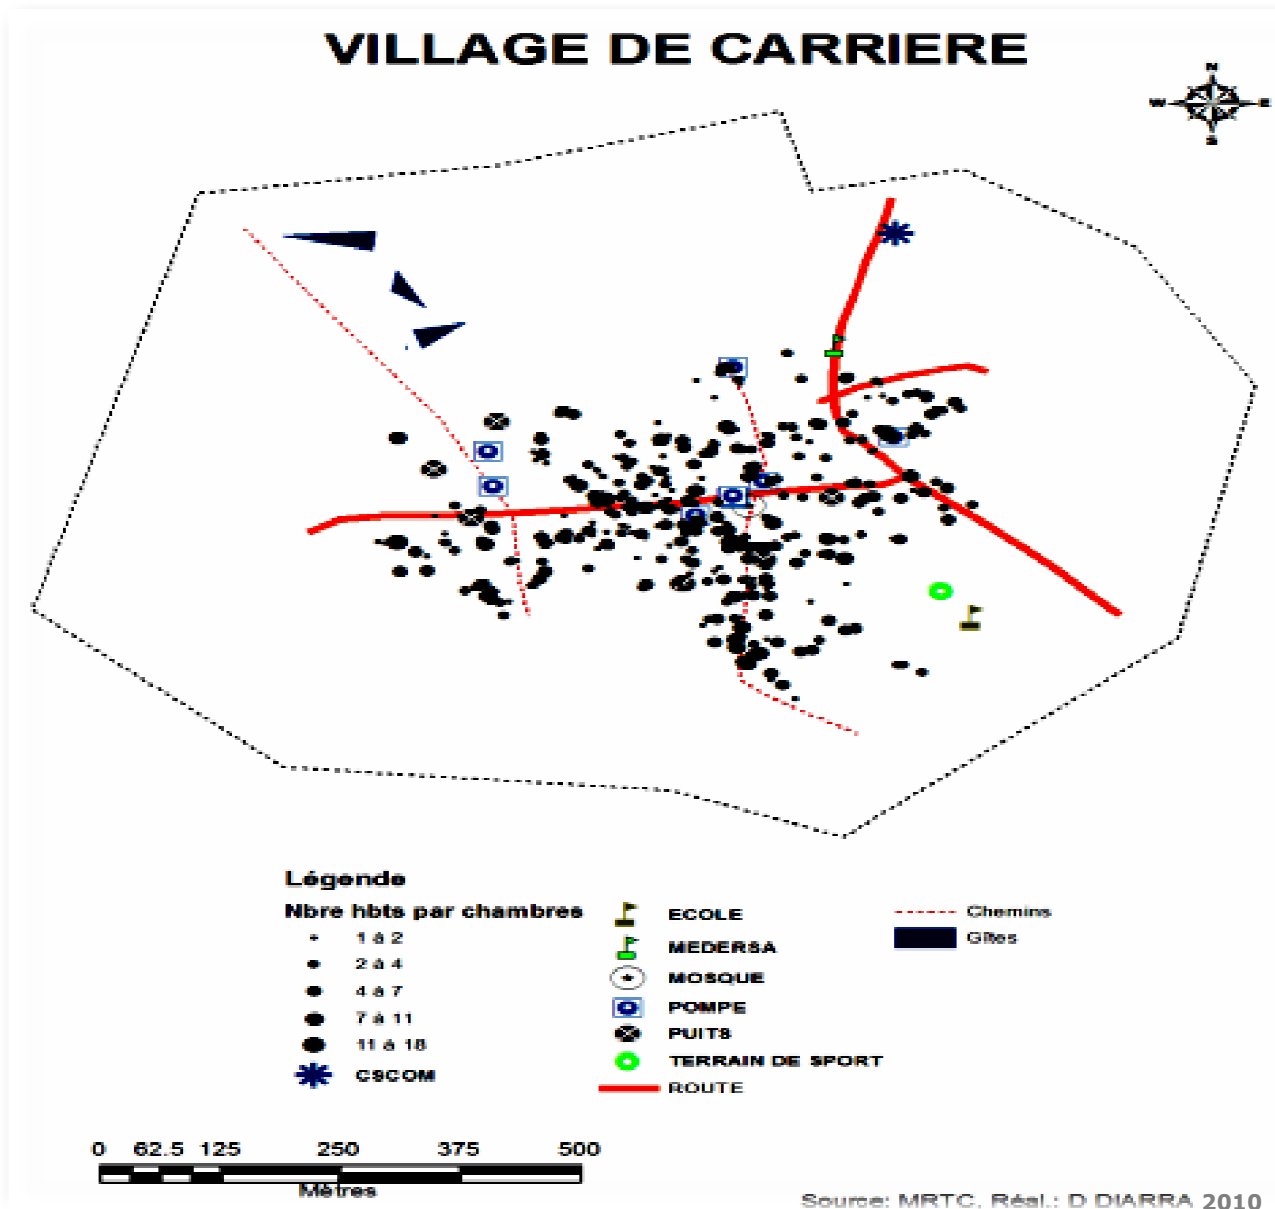 VILLAGE DE CARRIERE
N
W E
S
Légende
Nbre hbts par chambres
1 à 2
2 à 4
4 à 7
7 à 11
11 à 18
CSCOM
ECOLE
MEDERSA
MOSQUE
POMPE
PUITS
TERRAIN DE SPORT
ROUTE
Chemins
Gîtes
0 62.5 125 250 375 500
Mètres
Source: MRTC, Réal.: D DIARRA 2010